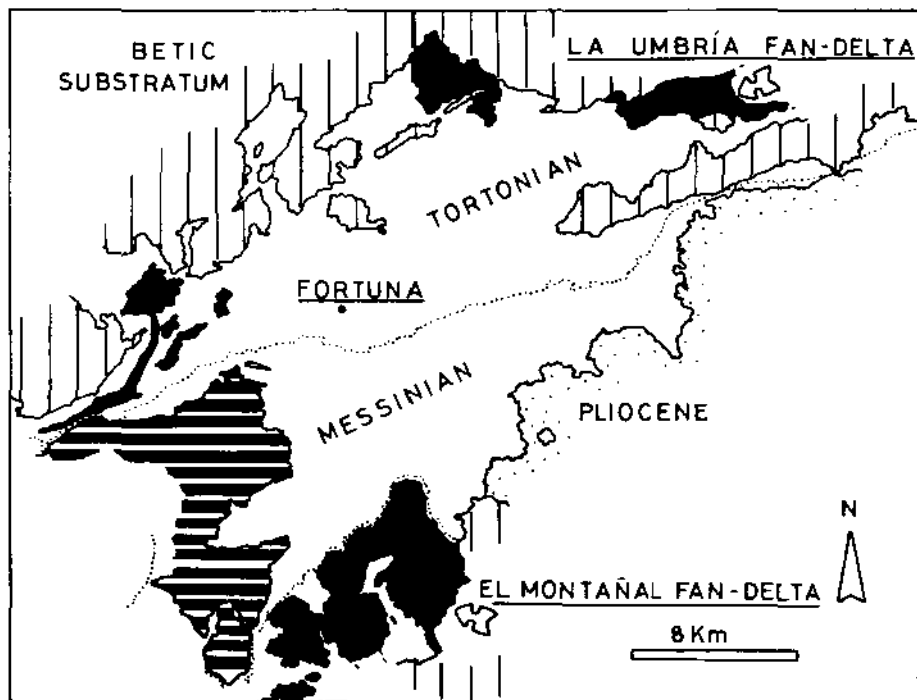 BETIC
SUBSTRATUM
LA UMBRÍA FAN-DELTA
TORTONIAN
FORTUNA
MESSINIAN
PLIOCENE
N
EL MONTAÑAL FAN-DELTA
8 Km